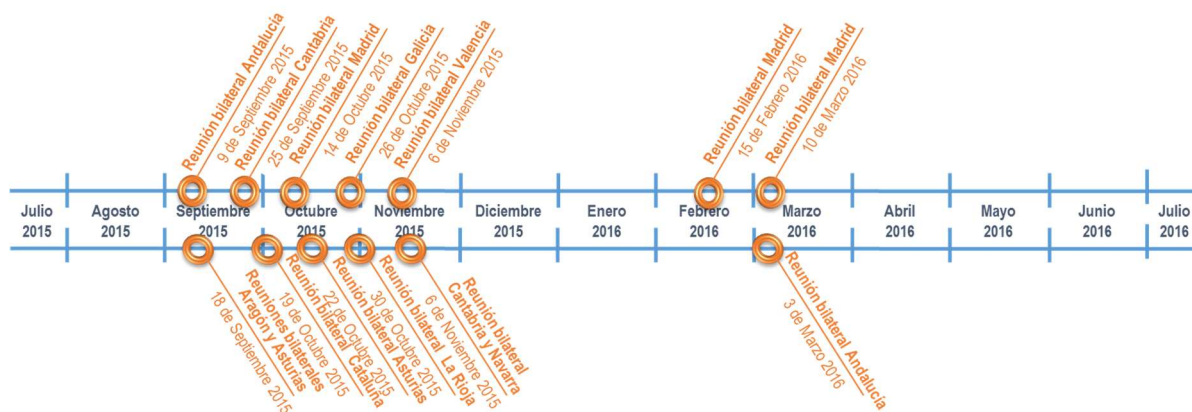 Reunión bilateral Andalucía
9 de Septiembre 2015
Reunión bilateral Cantabria
25 de Septiembre 2015
Reunión bilateral Madrid
14 de Octubre 2015
Reunión bilateral Galicia
26 de Octubre 2015
Reunión bilateral Valencia
6 de Noviembre 2015
Reunión bilateral Madrid
15 de Febrero 2016
Reunión bilateral Madrid
10 de Marzo 2016
Julio
2015
Agosto
2015
Septiembre
2015
Octubre
2015
Noviembre
2015
Diciembre
2015
Enero
2016
Febrero
2016
Marzo
2016
Abril
2016
Mayo
2016
Junio
2016
Julio
2016
Reuniones bilaterales
Aragón y Asturias
18 de Septiembre 2015
Reunión bilateral Cataluña
19 de Octubre 2015
Reunión bilateral Asturias
22 de Octubre 2015
Reunión bilateral La Rioja
30 de Octubre 2015
Reunión bilateral
Cantabria y Navarra
6 de Noviembre 2015
Reunión bilateral Andalucía
3 de Marzo 2016